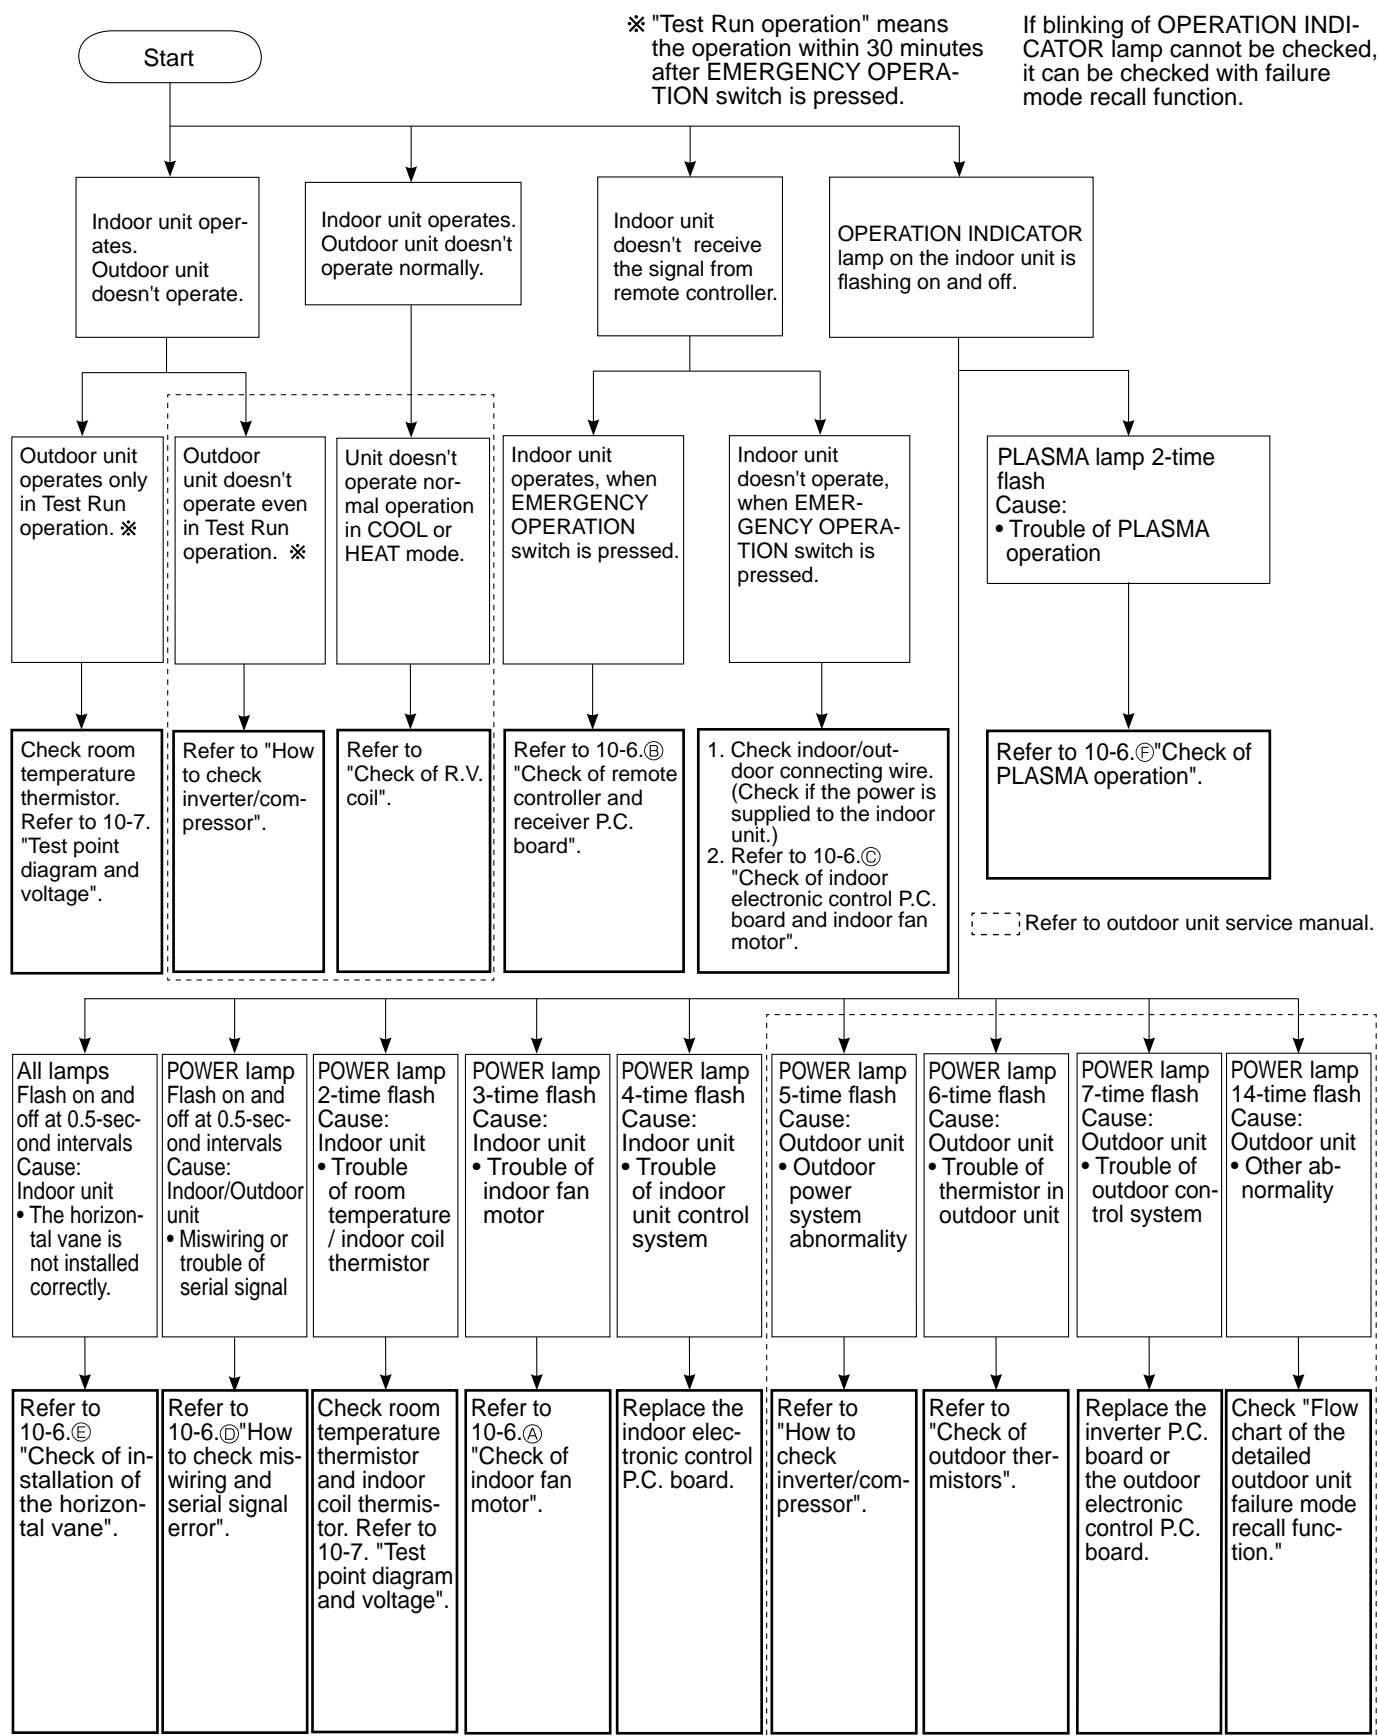 ※ "Test Run operation" means
the operation within 30 minutes
after EMERGENCY OPERA-
TION switch is pressed.
If blinking of OPERATION INDI-
CATOR lamp cannot be checked,
it can be checked with failure
mode recall function.
Start
Indoor unit oper-
ates.
Outdoor unit
doesn't operate.
Indoor unit operates.
Outdoor unit doesn't
operate normally.
Indoor unit
doesn't receive
the signal from
remote controller.
OPERATION INDICATOR
lamp on the indoor unit is
flashing on and off.
Outdoor unit
operates only
in Test Run
operation. ※
Outdoor
unit doesn't
operate even
in Test Run
operation. ※
Unit doesn't
operate nor-
mal operation
in COOL or
HEAT mode.
Indoor unit
operates, when
EMERGENCY
OPERATION
switch is pressed.
Indoor unit
doesn't operate,
when EMER-
GENCY OPERA-
TION switch is
pressed.
PLASMA lamp 2-time
flash
Cause:
• Trouble of PLASMA
operation
Check room
temperature
thermistor.
Refer to 10-7.
"Test point
diagram and
voltage".
Refer to "How
to check
inverter/com-
pressor".
Refer to
"Check of R.V.
coil".
Refer to 10-6.Ⓑ
"Check of remote
controller and
receiver P.C.
board".
1. Check indoor/out-
door connecting wire.
(Check if the power is
supplied to the indoor
unit.)
2. Refer to 10-6.Ⓒ
"Check of indoor
electronic control P.C.
board and indoor fan
motor".
Refer to 10-6.Ⓕ"Check of
PLASMA operation".
Refer to outdoor unit service manual.
All lamps
Flash on and
off at 0.5-sec-
ond intervals
Cause:
Indoor unit
• The horizon-
tal vane is
not installed
correctly.
POWER lamp
Flash on and
off at 0.5-sec-
ond intervals
Cause:
Indoor/Outdoor
unit
• Miswiring or
trouble of
serial signal
POWER lamp
2-time flash
Cause:
Indoor unit
• Trouble
of room
temperature
/ indoor coil
thermistor
POWER lamp
3-time flash
Cause:
Indoor unit
• Trouble of
indoor fan
motor
POWER lamp
4-time flash
Cause:
Indoor unit
• Trouble
of indoor
unit control
system
POWER lamp
5-time flash
Cause:
Outdoor unit
• Outdoor
power
system
abnormality
POWER lamp
6-time flash
Cause:
Outdoor unit
• Trouble of
thermistor in
outdoor unit
POWER lamp
7-time flash
Cause:
Outdoor unit
• Trouble of
outdoor con-
trol system
POWER lamp
14-time flash
Cause:
Outdoor unit
• Other ab-
normality
Refer to
10-6.Ⓔ
"Check of in-
stallation of
the horizon-
tal vane".
Refer to
10-6.Ⓓ"How
to check mis-
wiring and
serial signal
error".
Check room
temperature
thermistor
and indoor
coil thermis-
tor. Refer to
10-7. "Test
point diagram
and voltage".
Refer to
10-6.Ⓐ
"Check of
indoor fan
motor".
Replace the
indoor elec-
tronic control
P.C. board.
Refer to
"How to
check
inverter/com-
pressor".
Refer to
"Check of
outdoor ther-
mistors".
Replace the
inverter P.C.
board or
the outdoor
electronic
control P.C.
board.
Check "Flow
chart of the
detailed
outdoor unit
failure mode
recall func-
tion."